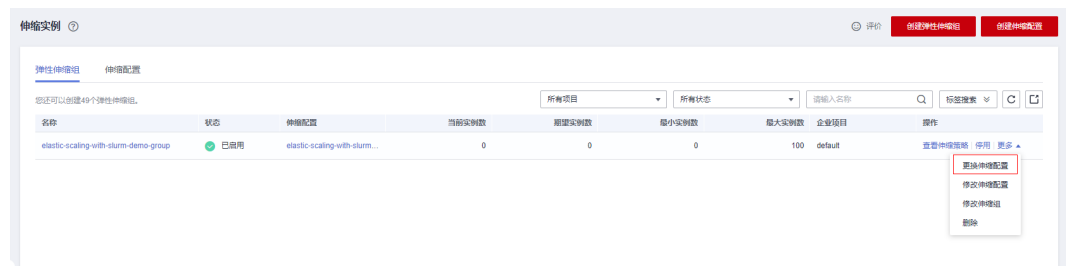 伸缩实例
评价 创建弹性伸缩组 创建伸缩配置
弹性伸缩组 伸缩配置
您还可以创建49个弹性伸缩组。 所有项目 所有状态 请输入名称 标签搜索
名称 状态 伸缩配置 当前实例数 期望实例数 最小实例数 最大实例数 企业项目 操作
elastic-scaling-with-slurm-demo-group 已启用 elastic-scaling-with-slurm... 0 0 0 100 default 查看伸缩策略 停用 更多
更换伸缩配置
修改伸缩配置
修改伸缩组
删除